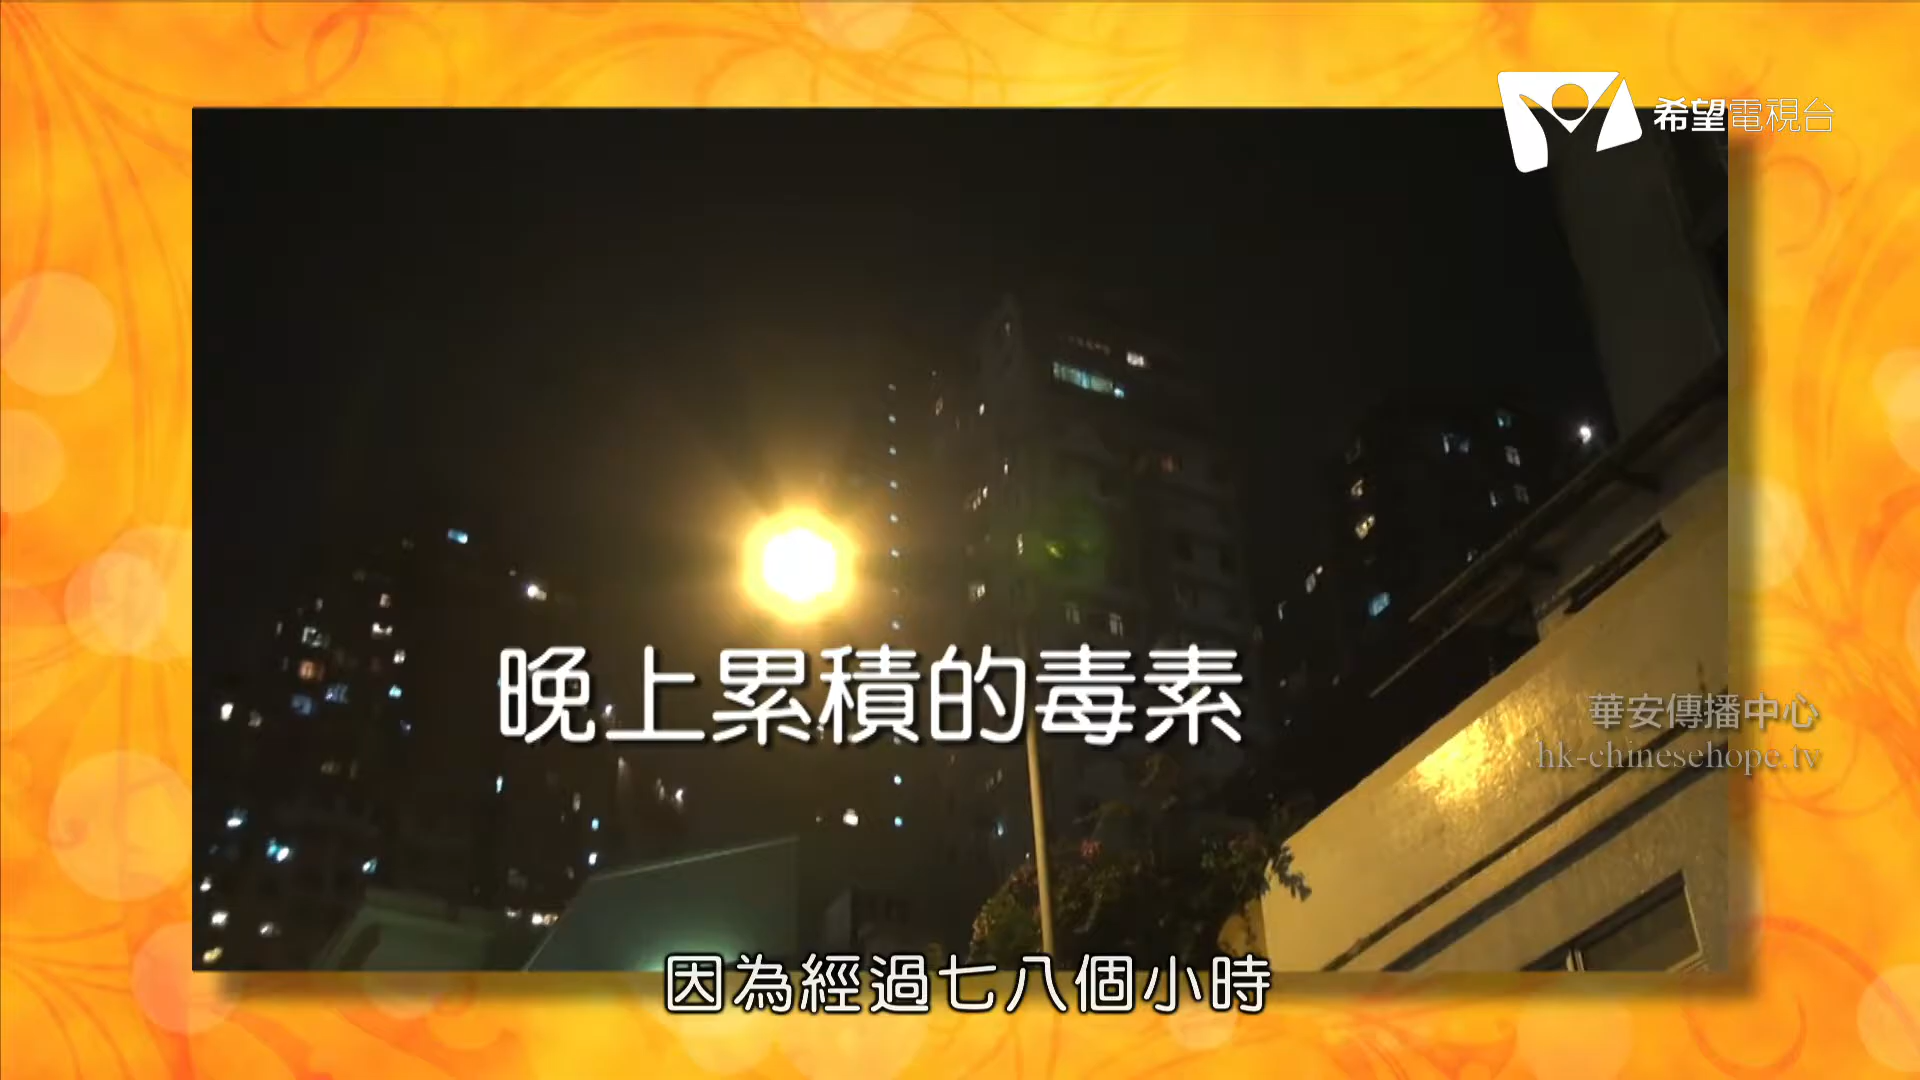 希望電視台
晚上累積的毒素
華安傳播中心
hk-chinesehope.tv
因為經過七八個小時